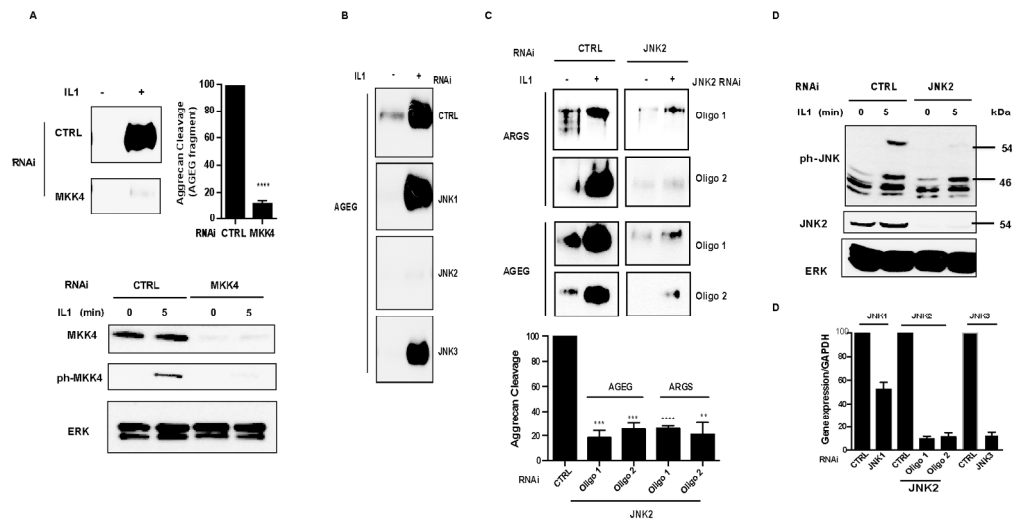 A
IL1 - +
CTRL
RNAi
MKK4
Aggrecan Cleavage
(AGEG fragment)
100
80
60
40
20
0
****
RNAi CTRL MKK4
RNAi CTRL MKK4
IL1 (min) 0 5 0 5
MKK4
ph-MKK4
ERK
B
IL1 - + RNAi
CTRL
JNK1
AGEG
JNK2
JNK3
C
RNAi CTRL JNK2
IL1 - + - + JNK2 RNAi
ARGS
Oligo 1
Oligo 2
AGEG
Oligo 1
Oligo 2
Aggrecan Cleavage
100
80
60
40
20
0
AGEG ARGS
*** *** ---- **
RNAi CTRL Oligo 1 Oligo 2 Oligo 1 Oligo 2
JNK2
D
RNAi CTRL JNK2
IL1 (min) 0 5 0 5 kDa
ph-JNK
54
46
JNK2 54
ERK
D
JNK1 JNK2 JNK3
Geneexpression/GAPDH
100
80
60
40
20
0
RNAi CTRL JNK1 CTRL Oligo 1 Oligo 2 CTRL JNK3
JNK2